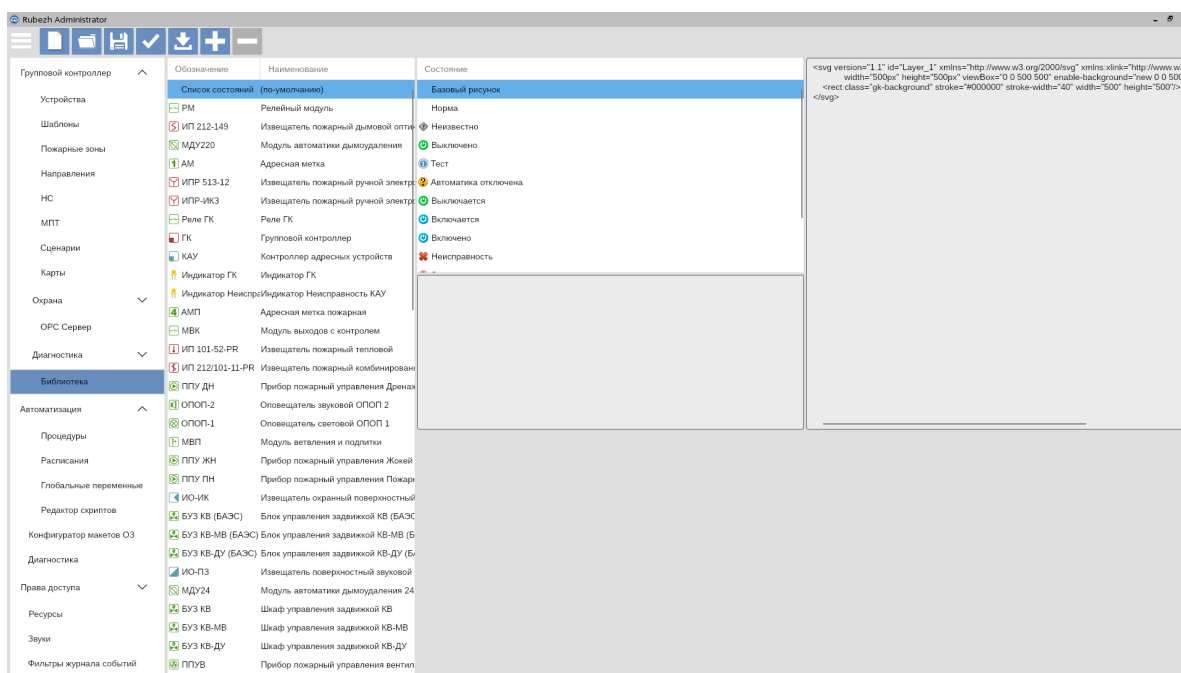 Rubezh Administrator
Групповой контроллер
Устройства
Шаблоны
Пожарные зоны
Направления
НС
МПТ
Сценарии
Карты
Охрана
OPC Сервер
Диагностика
Библиотека
Автоматизация
Процедуры
Расписания
Глобальные переменные
Редактор скриптов
Конфигуратор макетов ОЗ
Диагностика
Права доступа
Ресурсы
Звуки
Фильтры журнала событий
Обозначение Наименование
Список состояний (по-умолчанию)
РМ Релейный модуль
ИП 212-149 Извещатель пожарный дымовой опти
МДУ220 Модуль автоматики дымоудаления
АМ Адресная метка
ИПР 513-12 Извещатель пожарный ручной электр
ИПР-ИКЗ Извещатель пожарный ручной электр
Реле ГК Реле ГК
ГК Групповой контроллер
КАУ Контроллер адресных устройств
Индикатор ГК Индикатор ГК
Индикатор Неиспр Индикатор Неисправность КАУ
АМП Адресная метка пожарная
МВК Модуль выходов с контролем
ИП 101-52-PR Извещатель пожарный тепловой
ИП 212/101-11-PR Извещатель пожарный комбинирован
ППУ ДН Прибор пожарный управления Дренаж
ОПОП-2 Оповещатель звуковой ОПОП 2
ОПОП-1 Оповещатель световой ОПОП 1
МВП Модуль ветвления и подпитки
ППУ ЖН Прибор пожарный управления Жокей
ППУ ПН Прибор пожарный управления Пожар
ИО-ИК Извещатель охранный поверхностный
БУЗ КВ (БАЭС) Блок управления задвижкой КВ (БАЭС
БУЗ КВ-МВ (БАЭС) Блок управления задвижкой КВ-МВ (Б
БУЗ КВ-ДУ (БАЭС) Блок управления задвижкой КВ-ДУ (Б
ИО-ПЗ Извещатель поверхностный звуковой
МДУ24 Модуль автоматики дымоудаления 24
БУЗ КВ Шкаф управления задвижкой КВ
БУЗ КВ-МВ Шкаф управления задвижкой КВ-МВ
БУЗ КВ-ДУ Шкаф управления задвижкой КВ-ДУ
ППУВ Прибор пожарный управления вентил
Состояние
Базовый рисунок
Норма
Неизвестно
Выключено
Тест
Автоматика отключена
Выключается
Включается
Включено
Неисправность
<svg version="1.1" id="Layer_1" xmlns="http://www.w3.org/2000/svg" xmlns:xlink="http://www.w
width="500px" height="500px" viewBox="0 0 500 500" enable-background="new 0 0 500
<rect class="gk-background" stroke="#000000" stroke-width="40" width="500" height="500"/>
</svg>